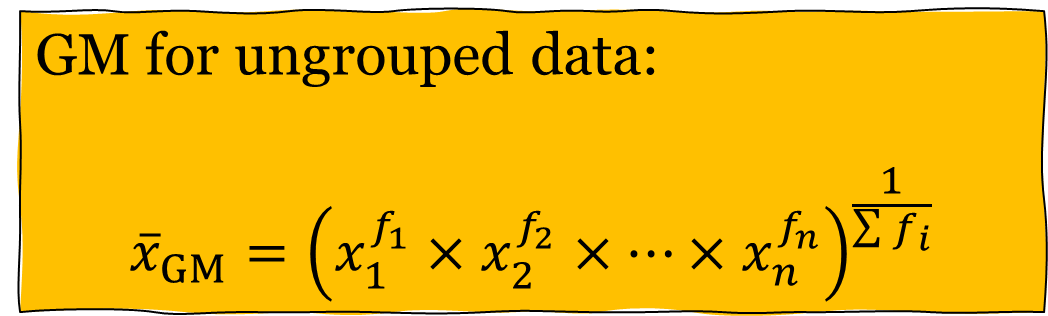 GM for ungrouped data:
x̄_GM = (x_1^{f_1} × x_2^{f_2} × ⋯ × x_n^{f_n})^{1/∑ f_i}